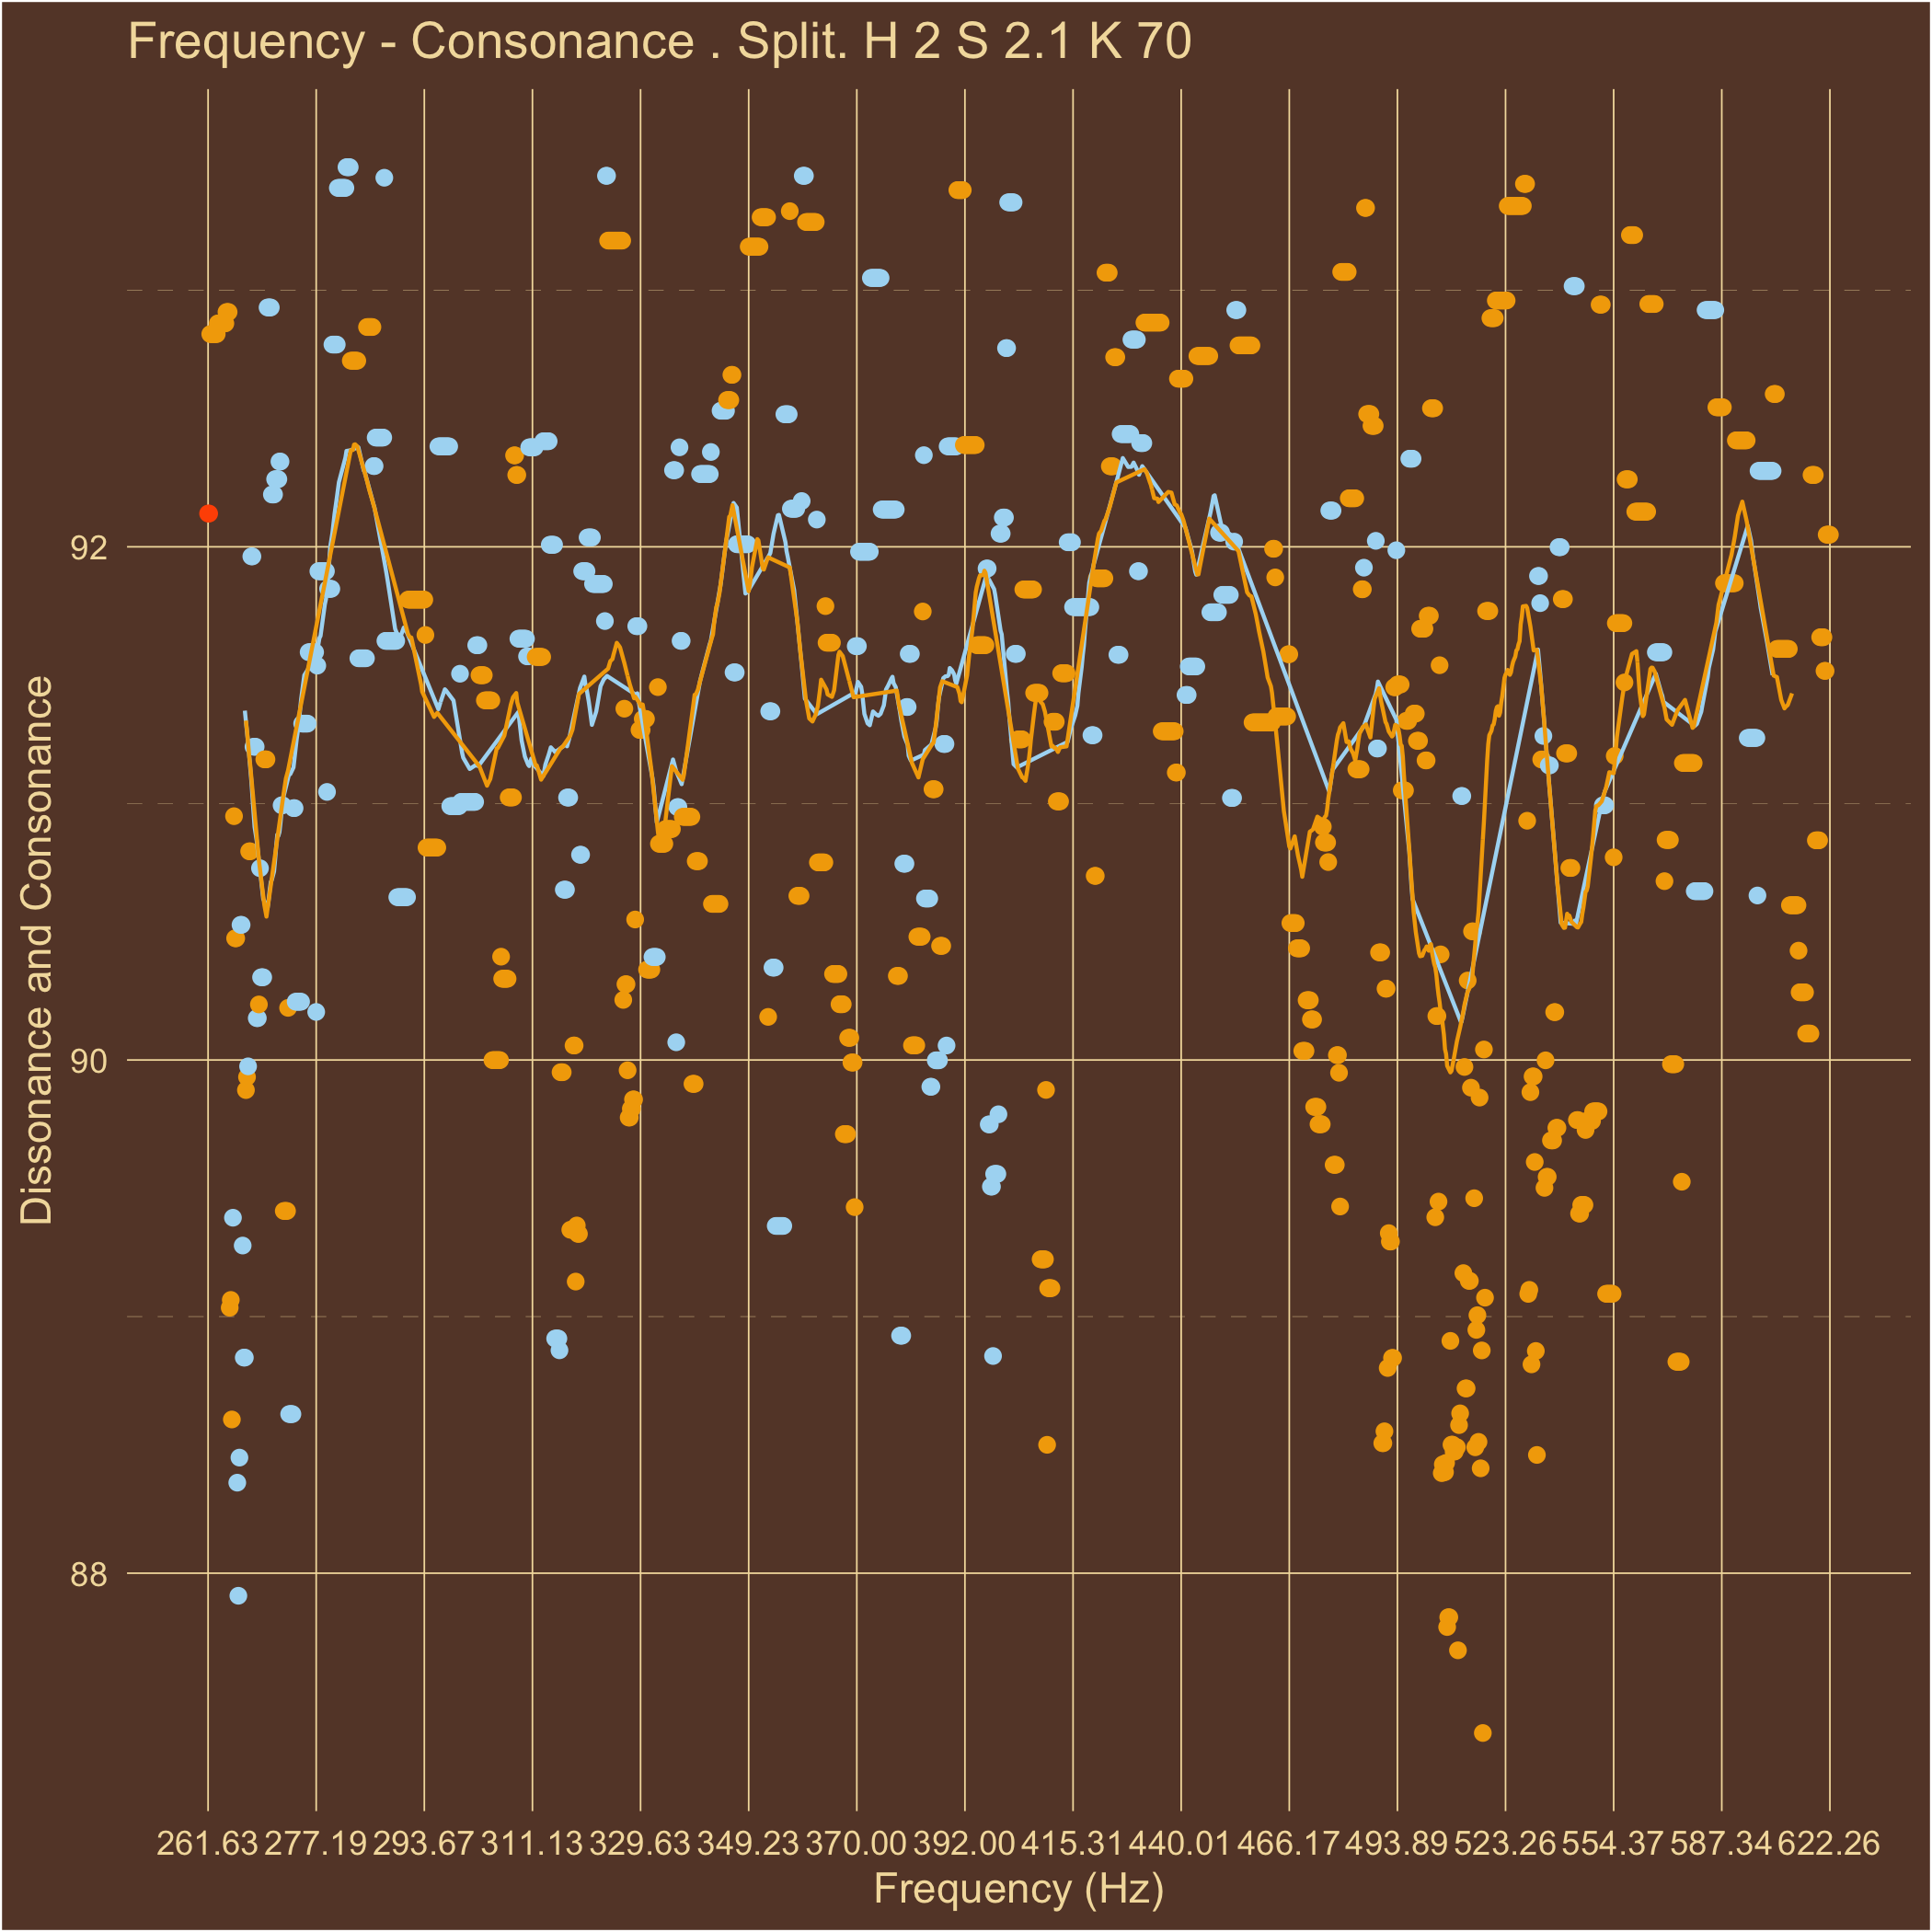 Frequency - Consonance . Split. H 2 S 2.1 K 70
Dissonance and Consonance
92
90
88
261.63 277.19 293.67 311.13 329.63 349.23 370.00 392.00 415.31 440.01 466.17 493.89 523.26 554.37 587.34 622.26
Frequency (Hz)